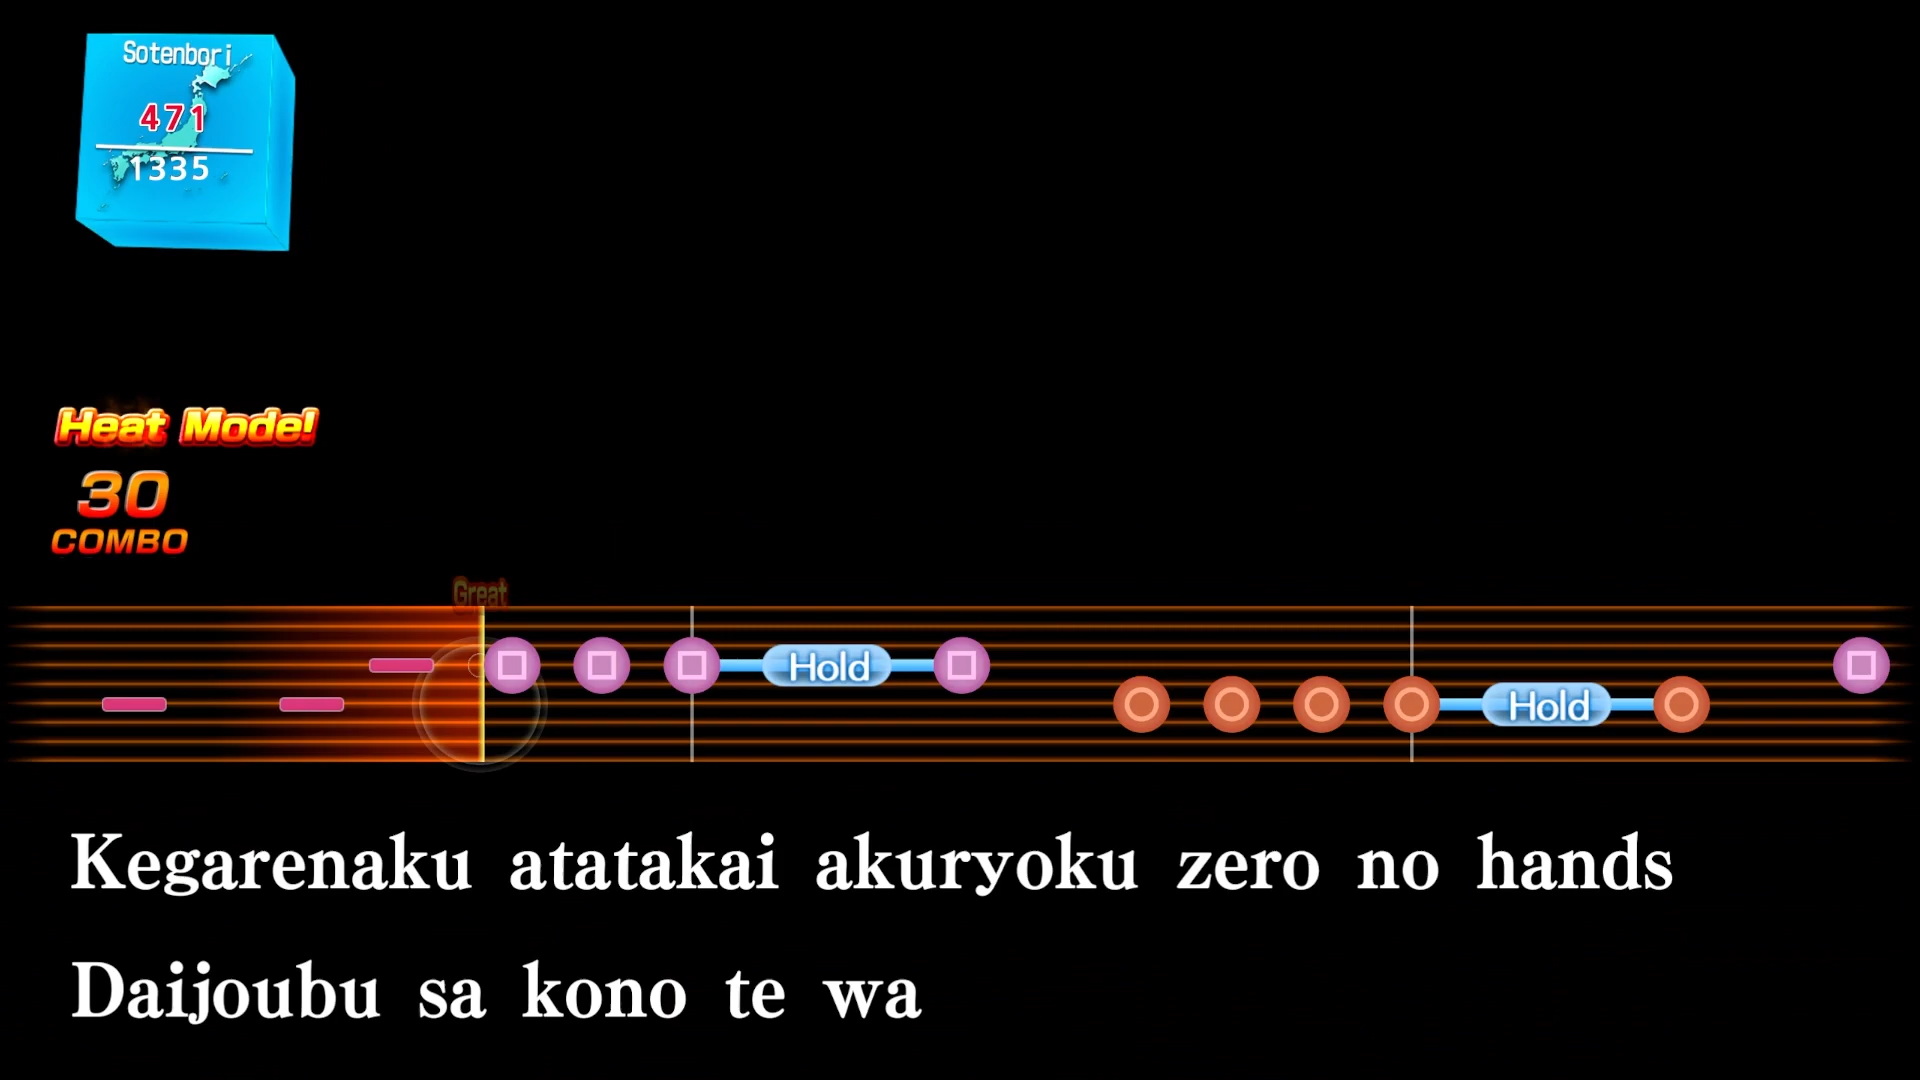 Sotenbori
471
1335
Heat Mode!
30
COMBO
Great
Hold
Hold
Kegarenaku atatakai akuryoku zero no hands
Daijoubu sa kono te wa